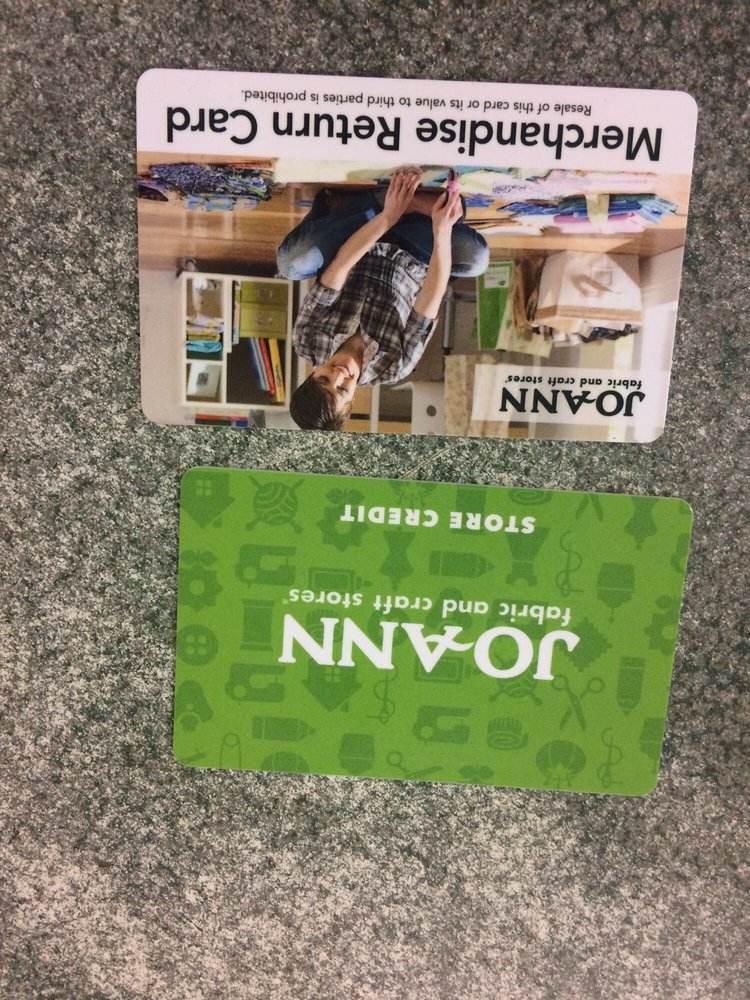 STORE CREDIT
JO-ANN
fabric and craft stores®
JO-ANN
fabric and craft stores®
Merchandise Return Card
Resale of this card or its value to third parties is prohibited.